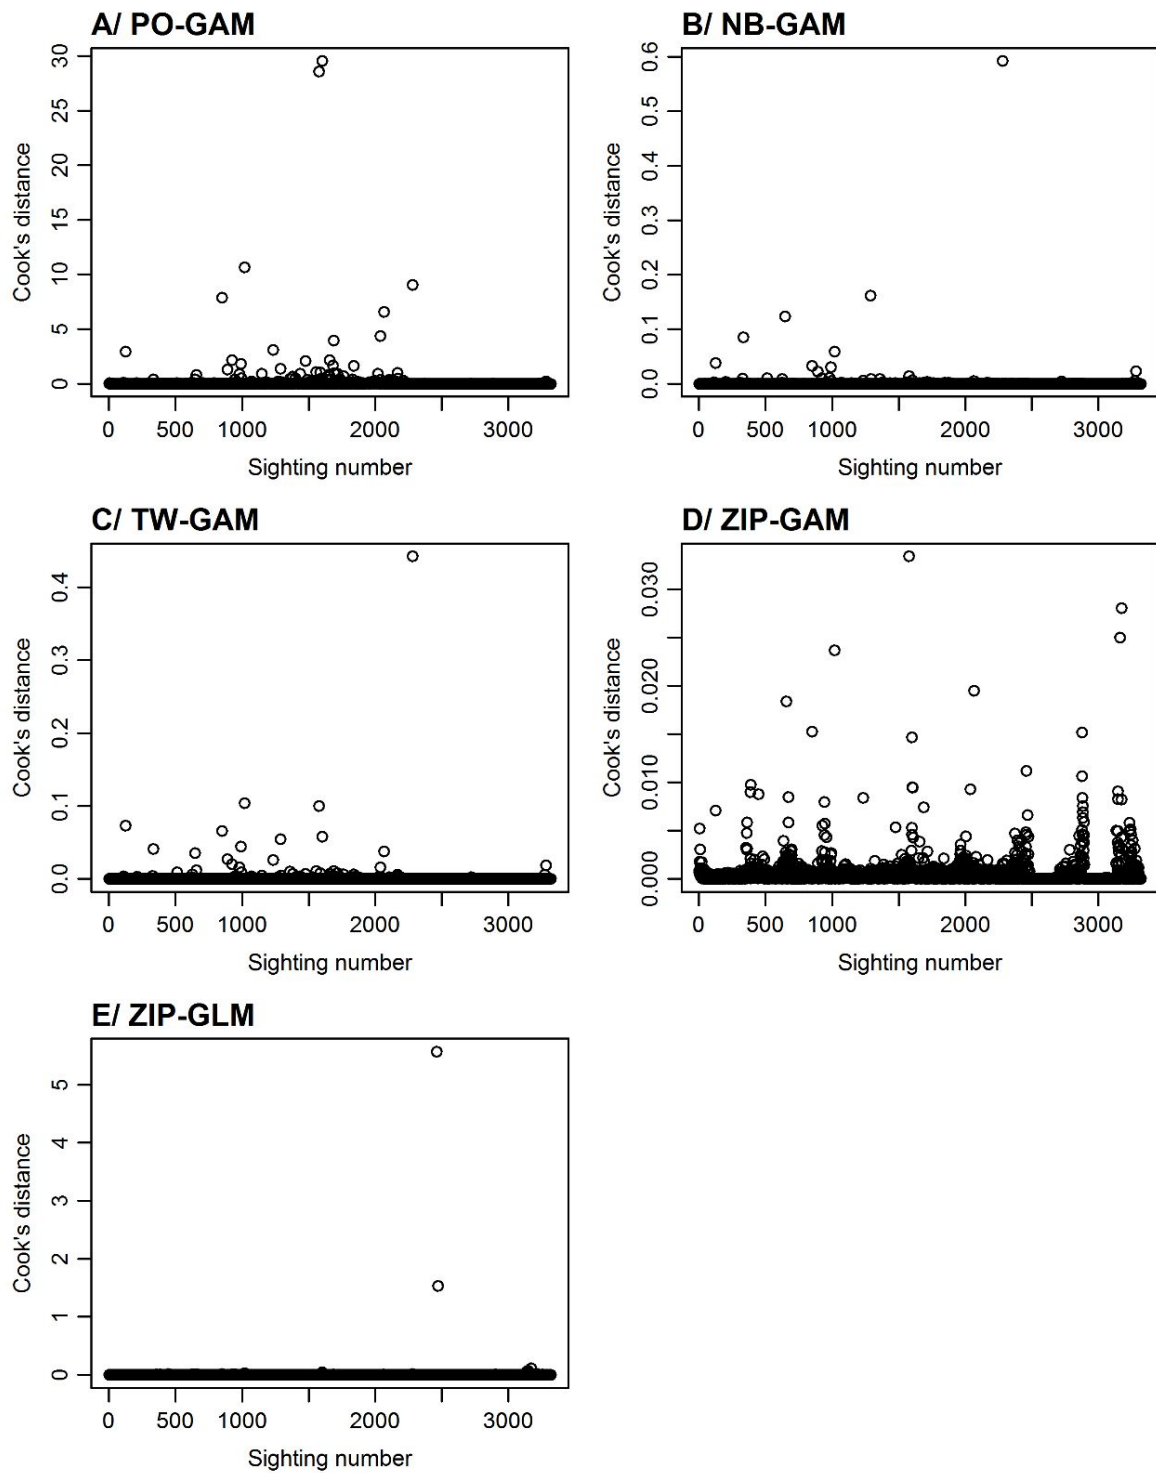 A/ PO-GAM
Cook's distance
30
25
20
15
10
5
0
0 500 1000 2000 3000
Sighting number
B/ NB-GAM
Cook's distance
0.6
0.5
0.4
0.3
0.2
0.1
0.0
0 500 1000 2000 3000
Sighting number
C/ TW-GAM
Cook's distance
0.4
0.3
0.2
0.1
0.0
0 500 1000 2000 3000
Sighting number
D/ ZIP-GAM
Cook's distance
0.030
0.020
0.010
0.000
0 500 1000 2000 3000
Sighting number
E/ ZIP-GLM
Cook's distance
5
4
3
2
1
0
0 500 1000 2000 3000
Sighting number